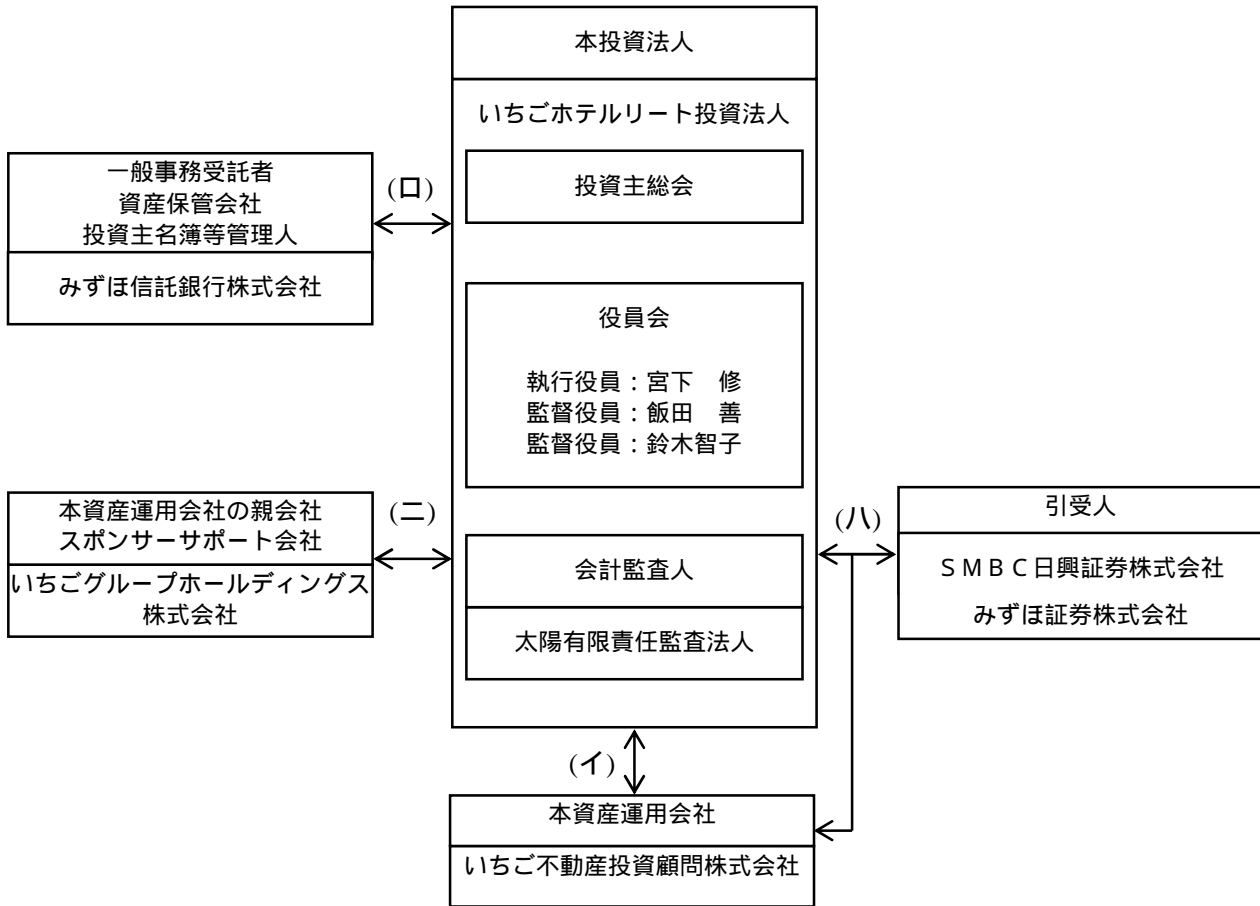 本投資法人
いちごホテルリート投資法人
投資主総会
役員会
執行役員：宮下　修
監督役員：飯田　善
監督役員：鈴木智子
会計監査人
太陽有限責任監査法人
一般事務受託者
資産保管会社
投資主名簿等管理人
みずほ信託銀行株式会社
(ロ)
本資産運用会社の親会社
スポンサーサポート会社
いちごグループホールディングス
株式会社
(ニ)
(ハ)
引受人
ＳＭＢＣ日興証券株式会社
みずほ証券株式会社
(イ)
本資産運用会社
いちご不動産投資顧問株式会社